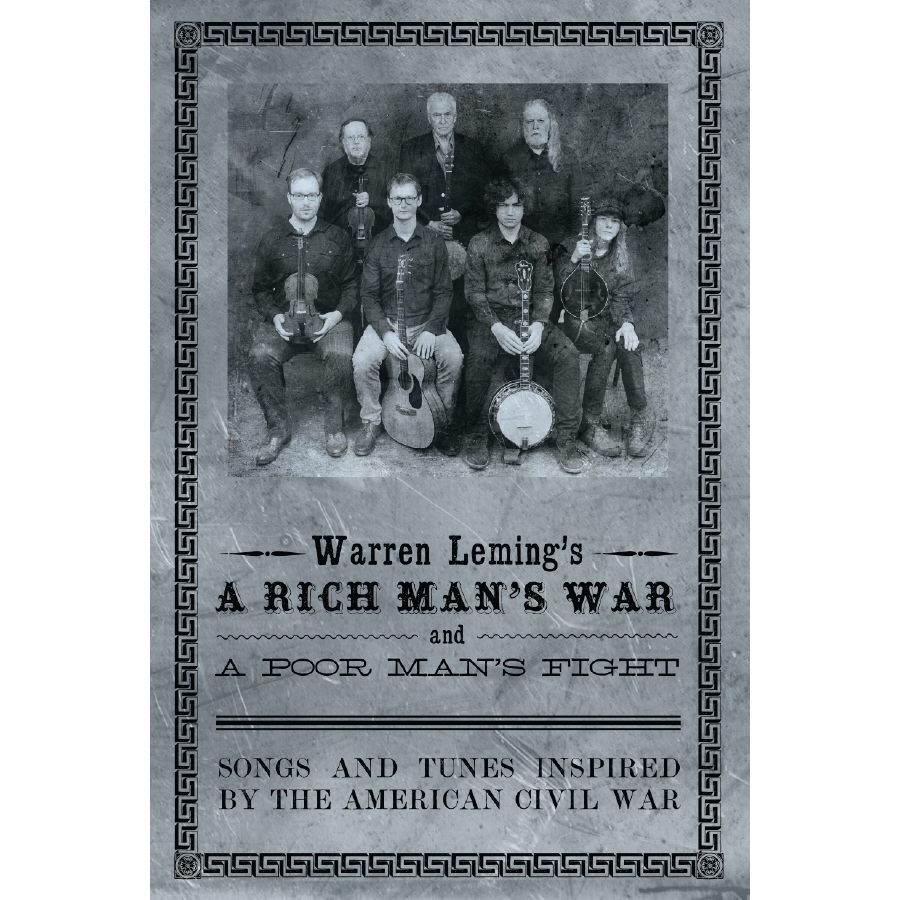 Warren Leming's
A RICH MAN'S WAR
and
A POOR MAN'S FIGHT
SONGS AND TUNES INSPIRED
BY THE AMERICAN CIVIL WAR